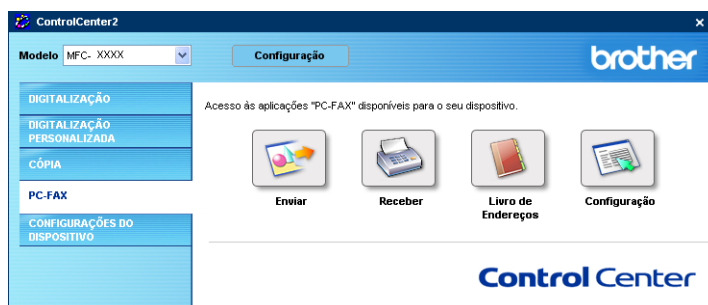 ControlCenter2
Modelo MFC- XXXX Configuração brother
DIGITALIZAÇÃO
DIGITALIZAÇÃO
PERSONALIZADA
CÓPIA
PC-FAX
CONFIGURAÇÕES DO
DISPOSITIVO
Acesso às aplicações "PC-FAX" disponíveis para o seu dispositivo.
Enviar Receber Livro de Configuração
Endereços
Control Center